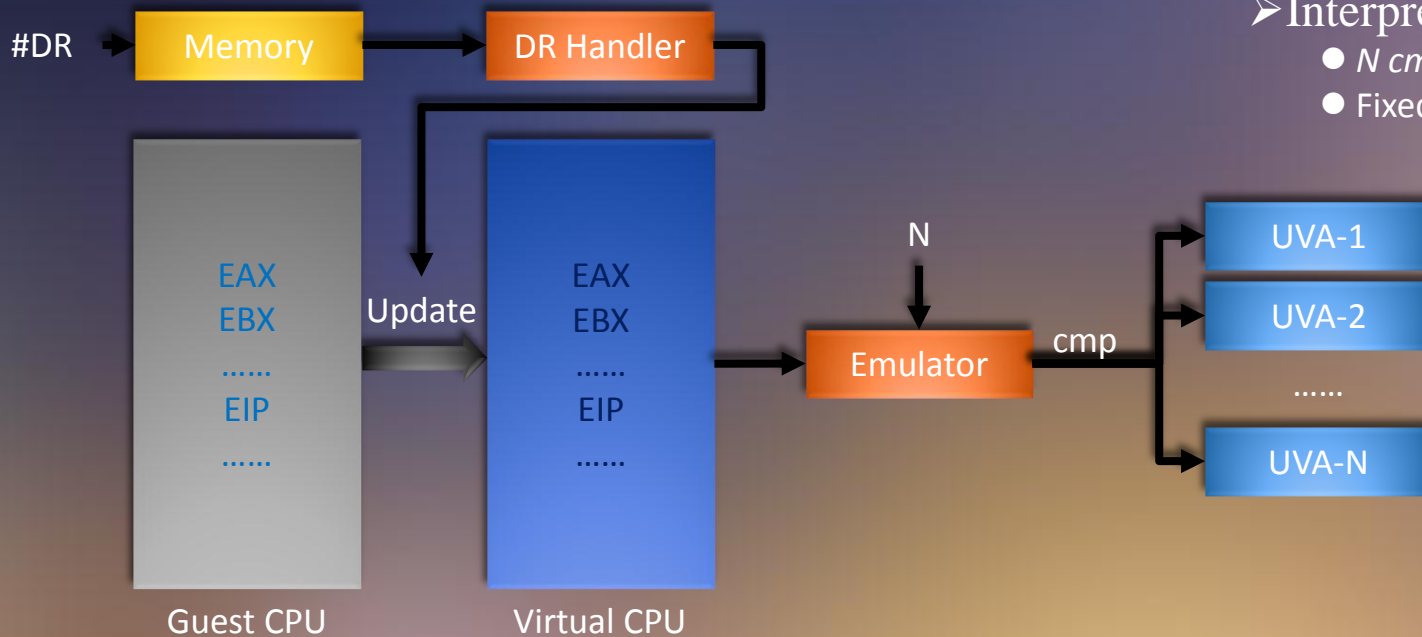 ➢Interpre
● N cm
● Fixed
#DR
Memory
DR Handler
EAX
EBX
......
EIP
......
Guest CPU
Update
EAX
EBX
......
EIP
......
Virtual CPU
N
Emulator
cmp
UVA-1
UVA-2
......
UVA-N